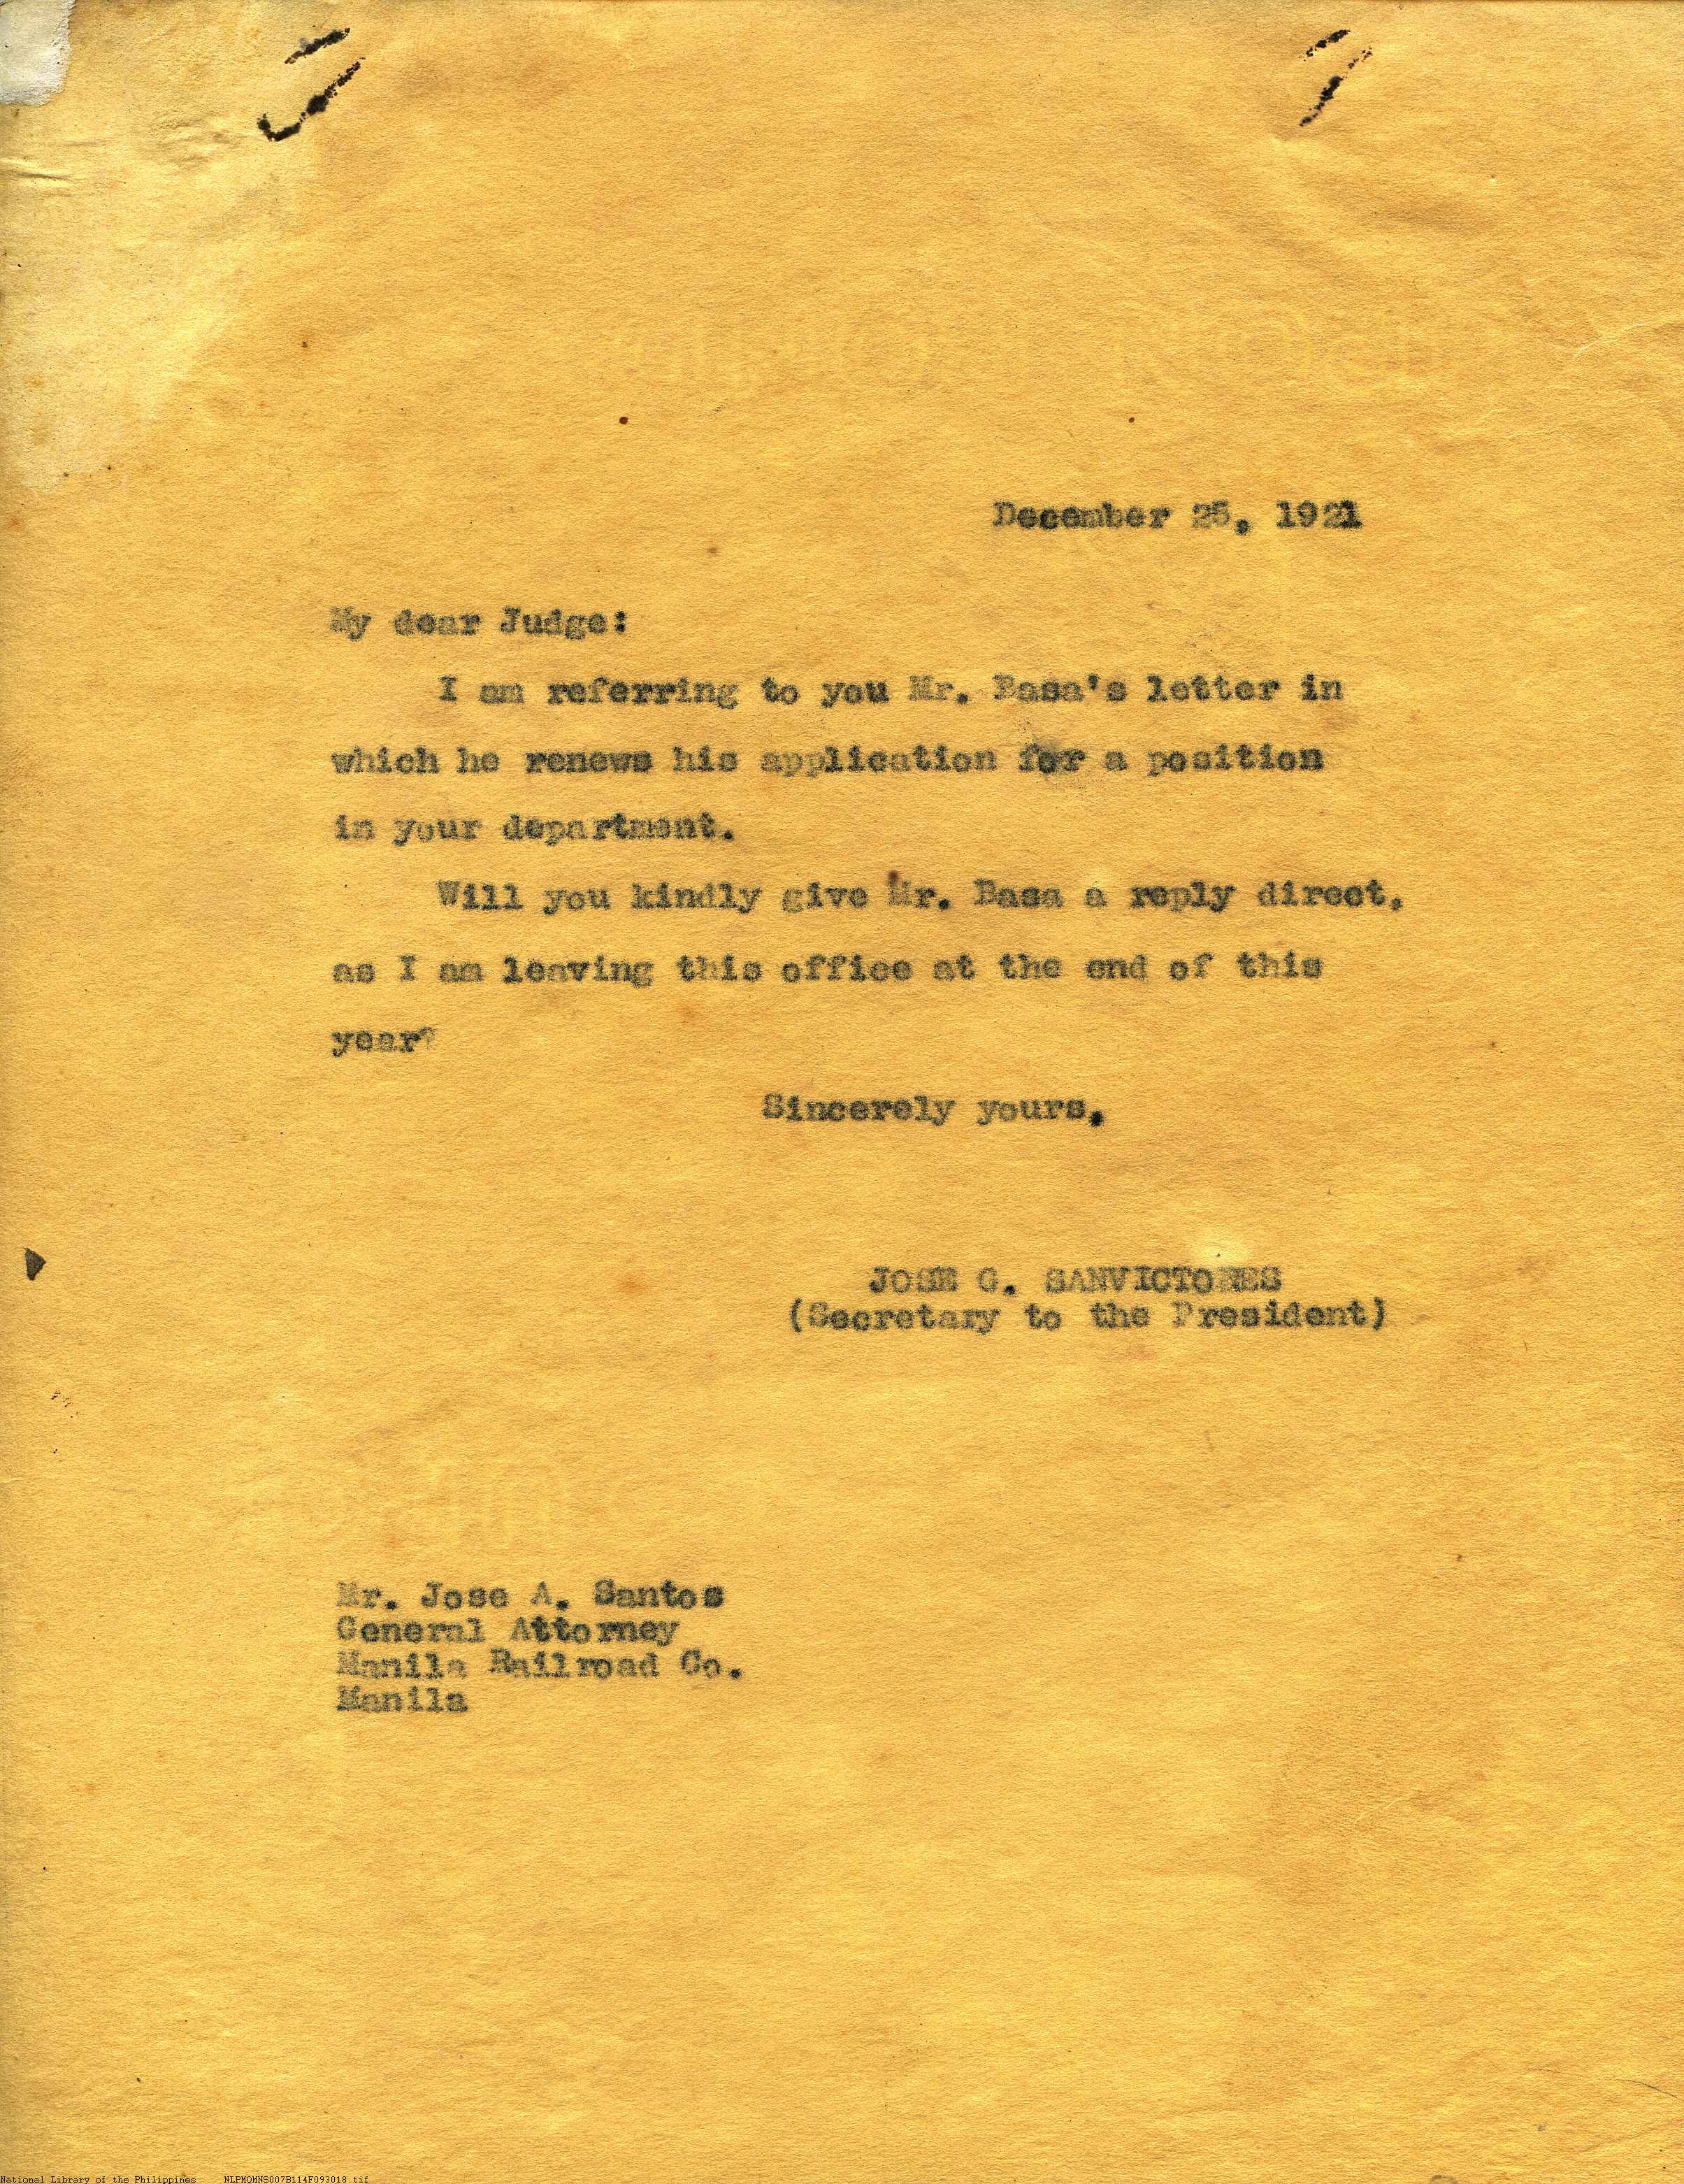 December 25, 1921
My dear Judge:
I am referring to you Mr. Basa's letter in
which he renews his application for a position
in your department.
Will you kindly give Mr. Basa a reply direct,
as I am leaving this office at the end of this
year?
Sincerely yours,
JOSE G. SANVICTORES
(Secretary to the President)
Mr. Jose A. Santos
General Attorney
Manila Railroad Co.
Manila
National Library of the Philippines NLPMQMNS007B114F093018.tif